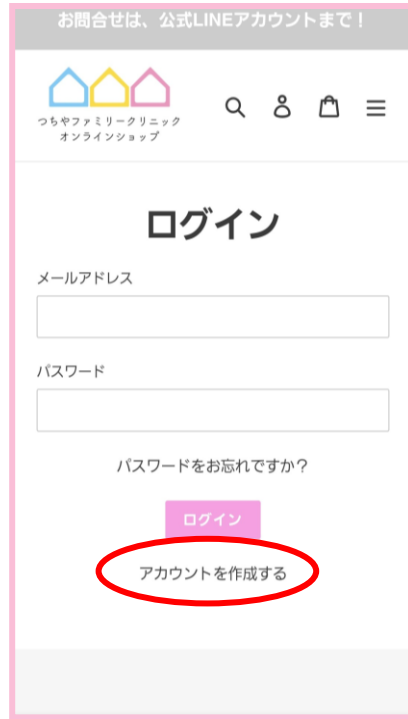 お問合せは、公式LINEアカウントまで！
つちやファミリークリニック
オンラインショップ
ログイン
メールアドレス
パスワード
パスワードをお忘れですか？
ログイン
アカウントを作成する